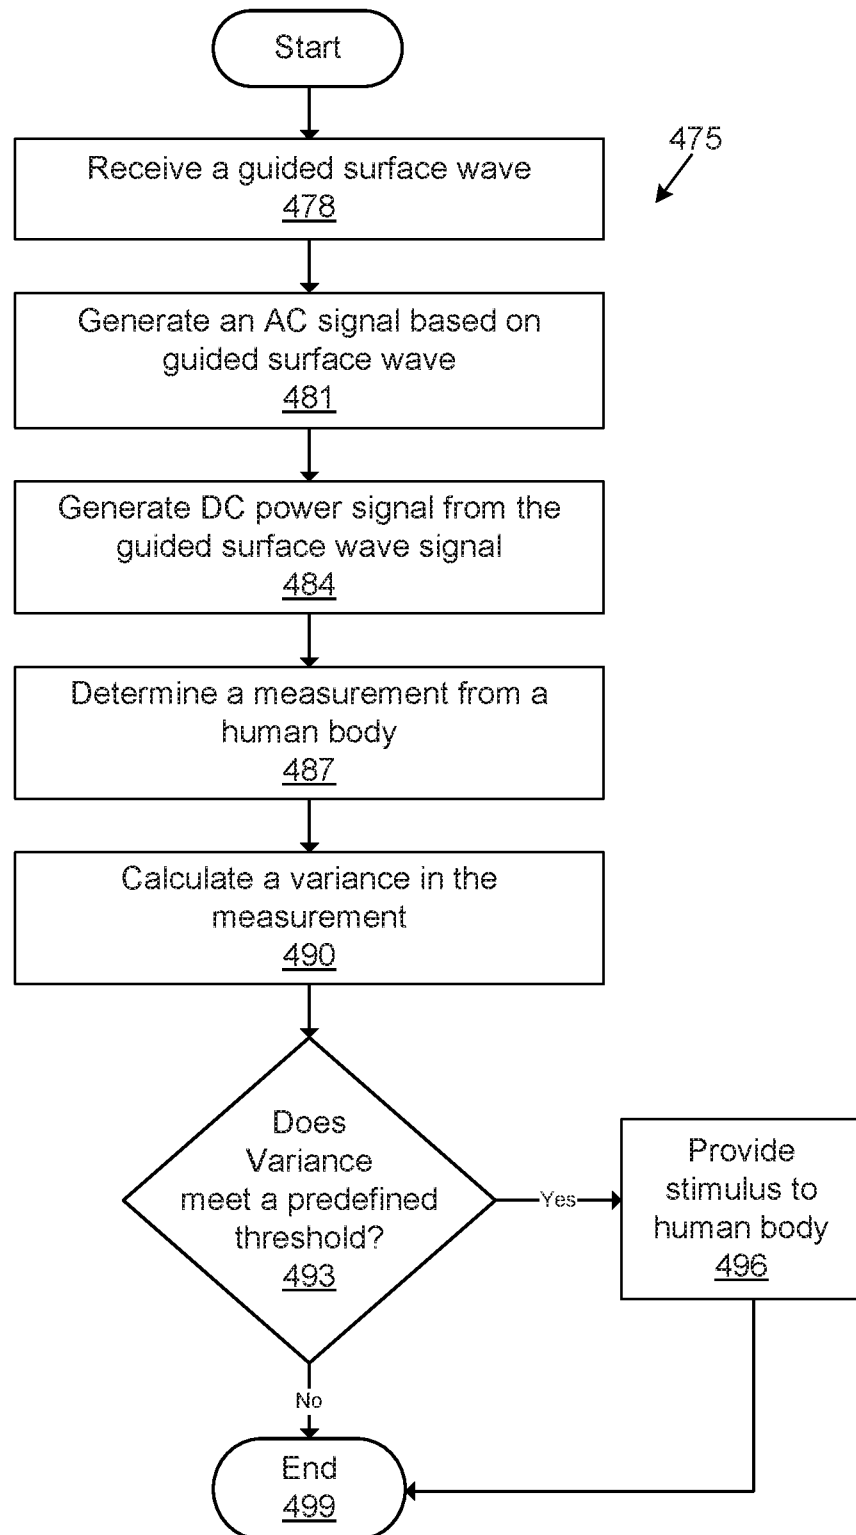 Start
475
Receive a guided surface wave
478
Generate an AC signal based on
guided surface wave
481
Generate DC power signal from the
guided surface wave signal
484
Determine a measurement from a
human body
487
Calculate a variance in the
measurement
490
Does
Variance
meet a predefined
threshold?
493
Yes
Provide
stimulus to
human body
496
No
End
499